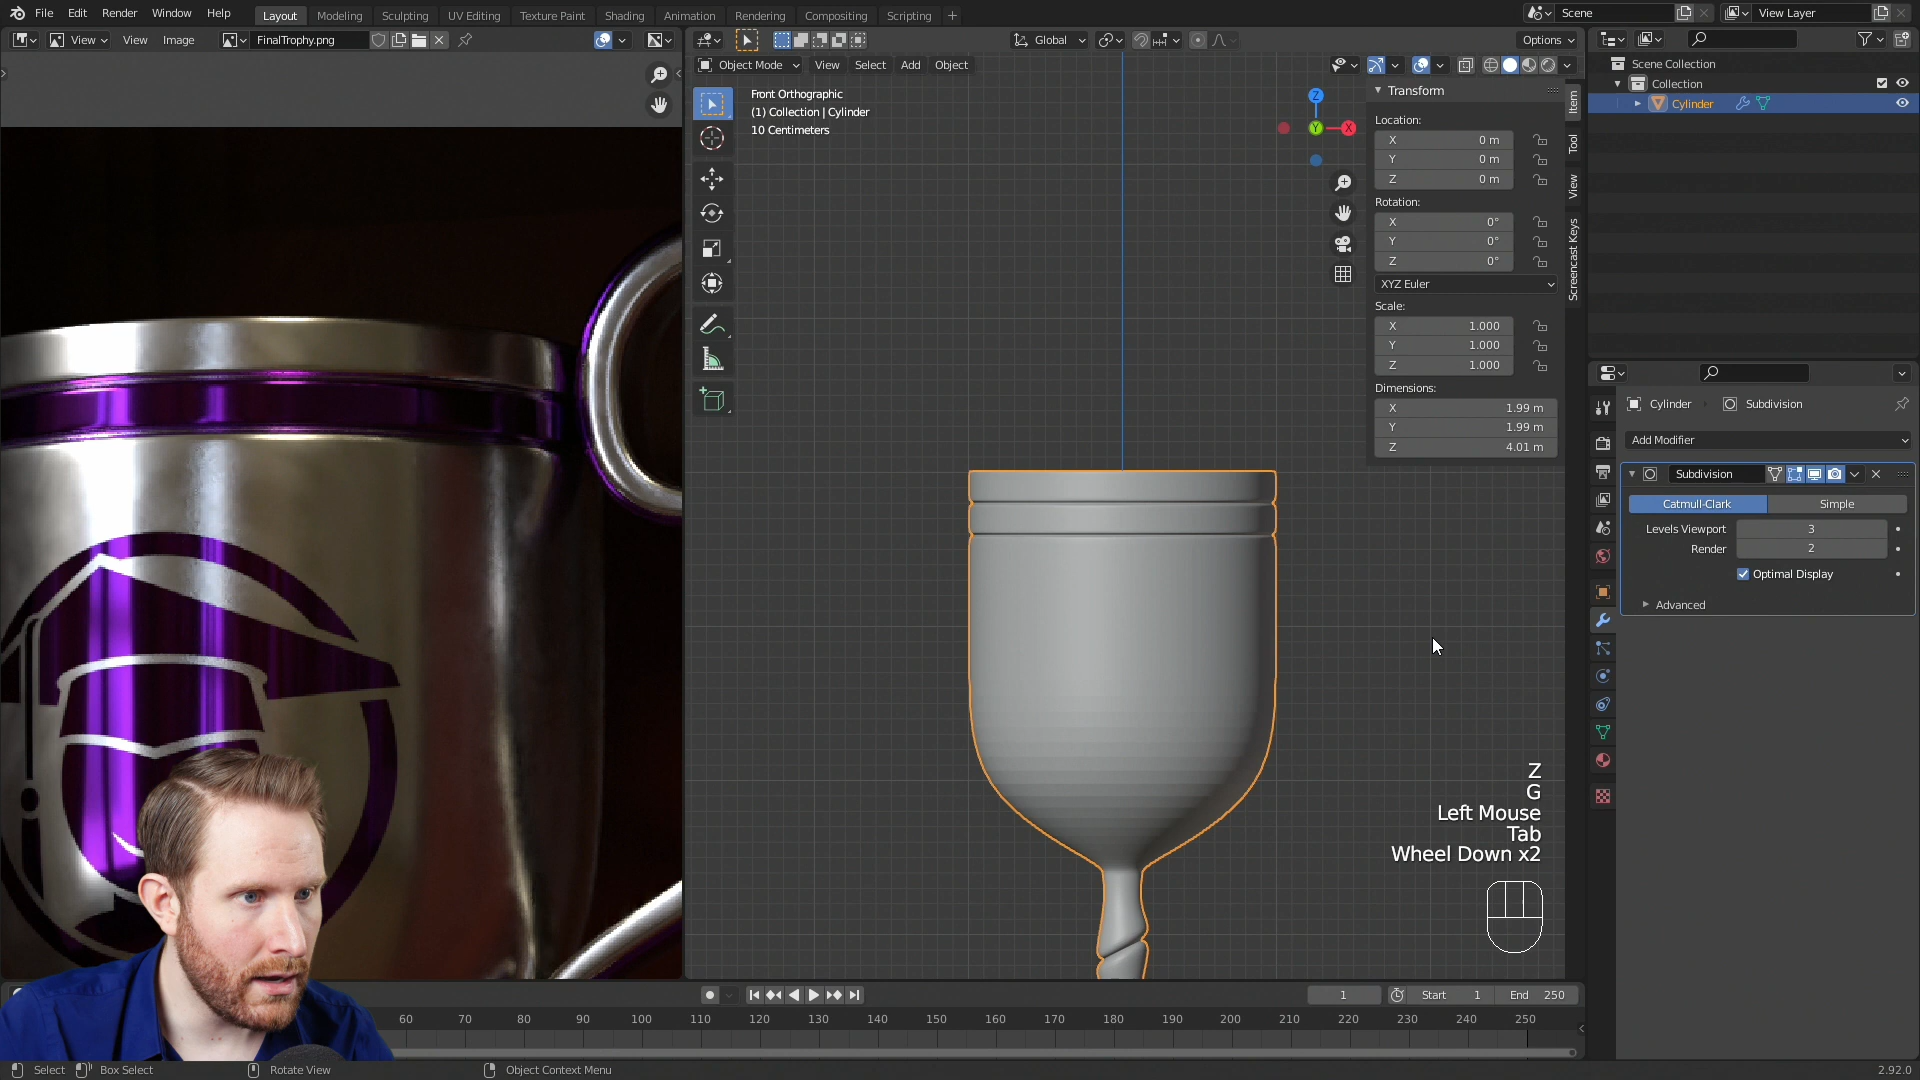 File Edit Render Window Help
Layout Modeling Sculpting UV Editing Texture Paint Shading Animation Rendering Compositing Scripting +
Scene
View Layer
View View Image FinalTrophy.png
Global
Options
Object Mode View Select Add Object
Front Orthographic
(1) Collection | Cylinder
10 Centimeters
Z
Y
X
Transform
Location:
X 0 m
Y 0 m
Z 0 m
Rotation:
X 0°
Y 0°
Z 0°
XYZ Euler
Scale:
X 1.000
Y 1.000
Z 1.000
Dimensions:
X 1.99 m
Y 1.99 m
Z 4.01 m
Item
Tool
View
Screencast Keys
Scene Collection
Collection
Cylinder
Cylinder Subdivision
Add Modifier
Subdivision
Catmull-Clark Simple
Levels Viewport 3
Render 2
Optimal Display
Advanced
Z
G
Left Mouse
Tab
Wheel Down x2
1 Start 1 End 250
60 70 80 90 100 110 120 130 140 150 160 170 180 190 200 210 220 230 240 250
Select Box Select Rotate View Object Context Menu 2.92.0